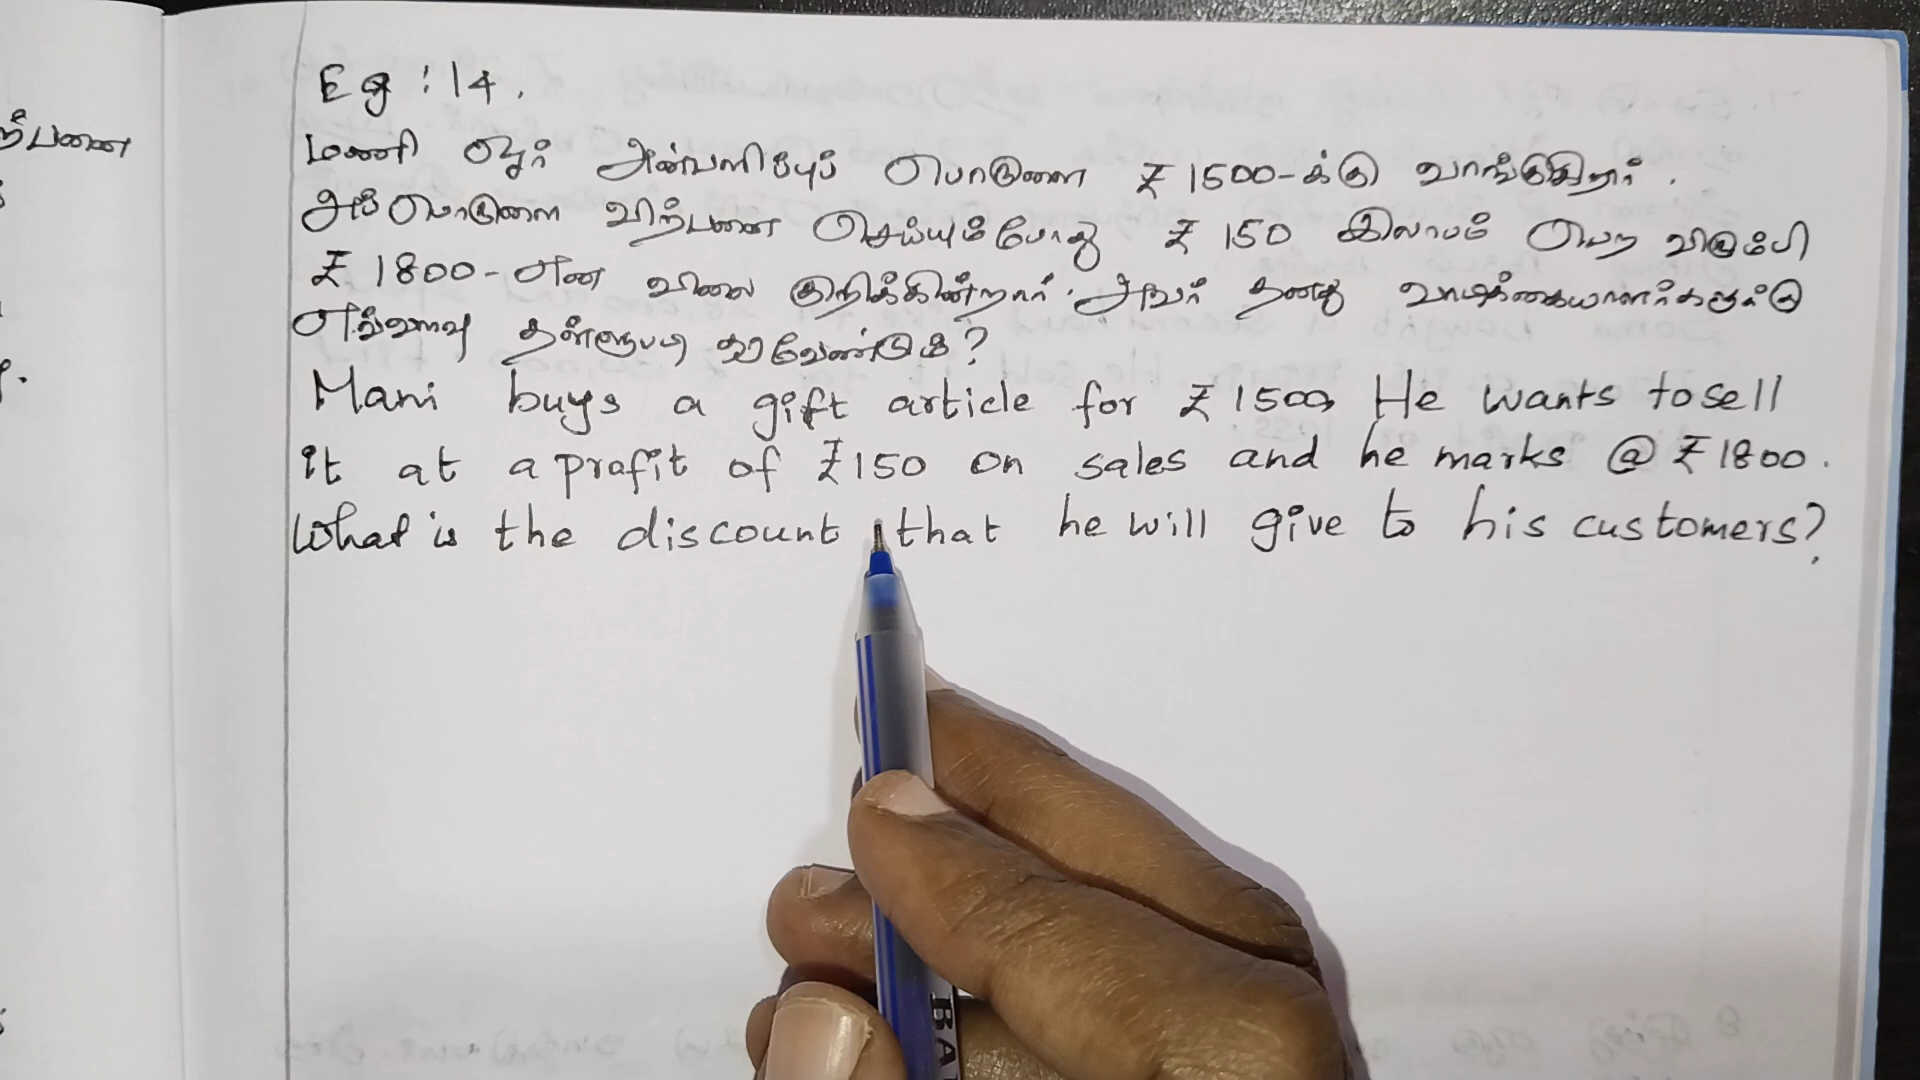 ற்பனை
Eg : 14.
மணி ஓர் அன்பளிப்புப் பொருளை ₹ 1500-க்கு வாங்குகிறார்.
அப்பொருளை விற்பனை செய்யும்போது ₹ 150 இலாபம் பெற விரும்பி
₹ 1800-என விலை குறிக்கின்றார். அவர் தனது வாடிக்கையாளர்களுக்கு
எவ்வளவு தள்ளுபடி தரவேண்டும்?
Mani buys a gift article for ₹ 1500, He wants to sell
it at a profit of ₹150 on sales and he marks @ ₹ 1800.
What is the discount that he will give to his customers?